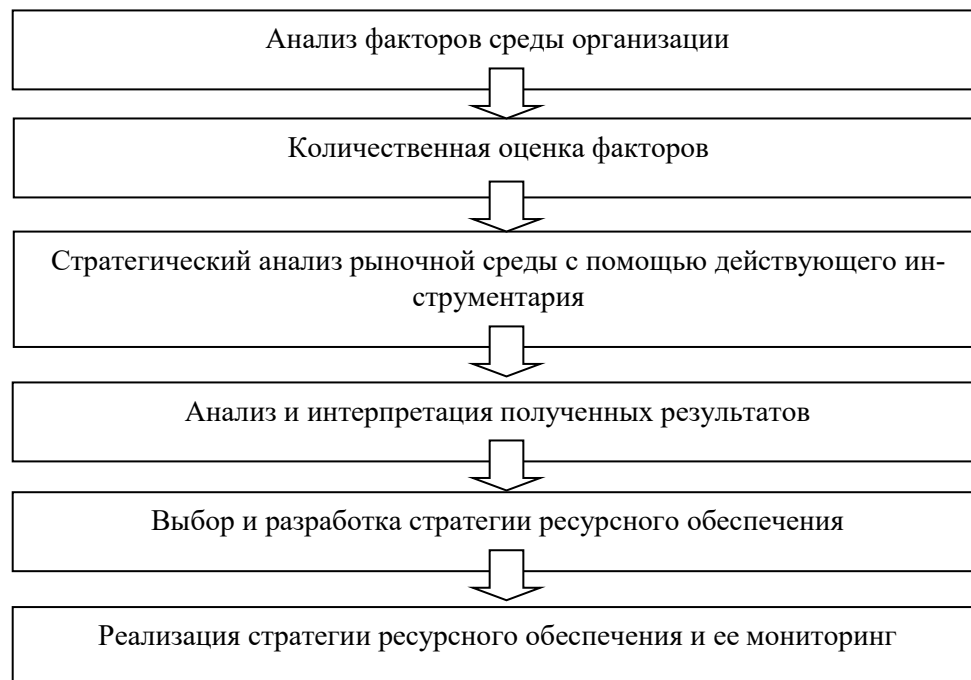 Анализ факторов среды организации
Количественная оценка факторов
Стратегический анализ рыночной среды с помощью действующего ин-
струментария
Анализ и интерпретация полученных результатов
Выбор и разработка стратегии ресурсного обеспечения
Реализация стратегии ресурсного обеспечения и ее мониторинг